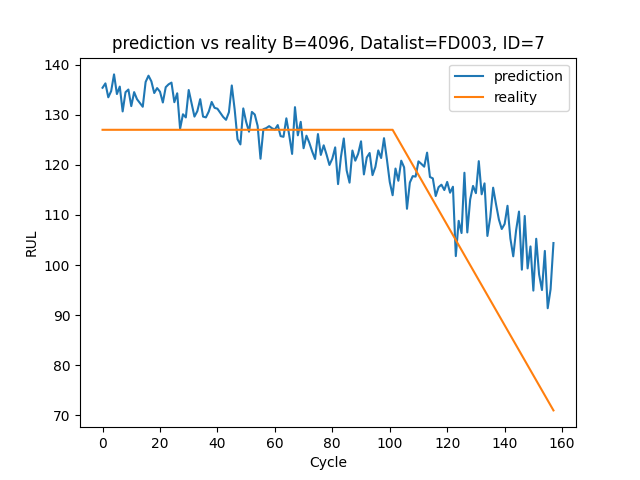 prediction vs reality B=4096, Datalist=FD003, ID=7
prediction
reality
RUL
140
130
120
110
100
90
80
70
0 20 40 60 80 100 120 140 160
Cycle